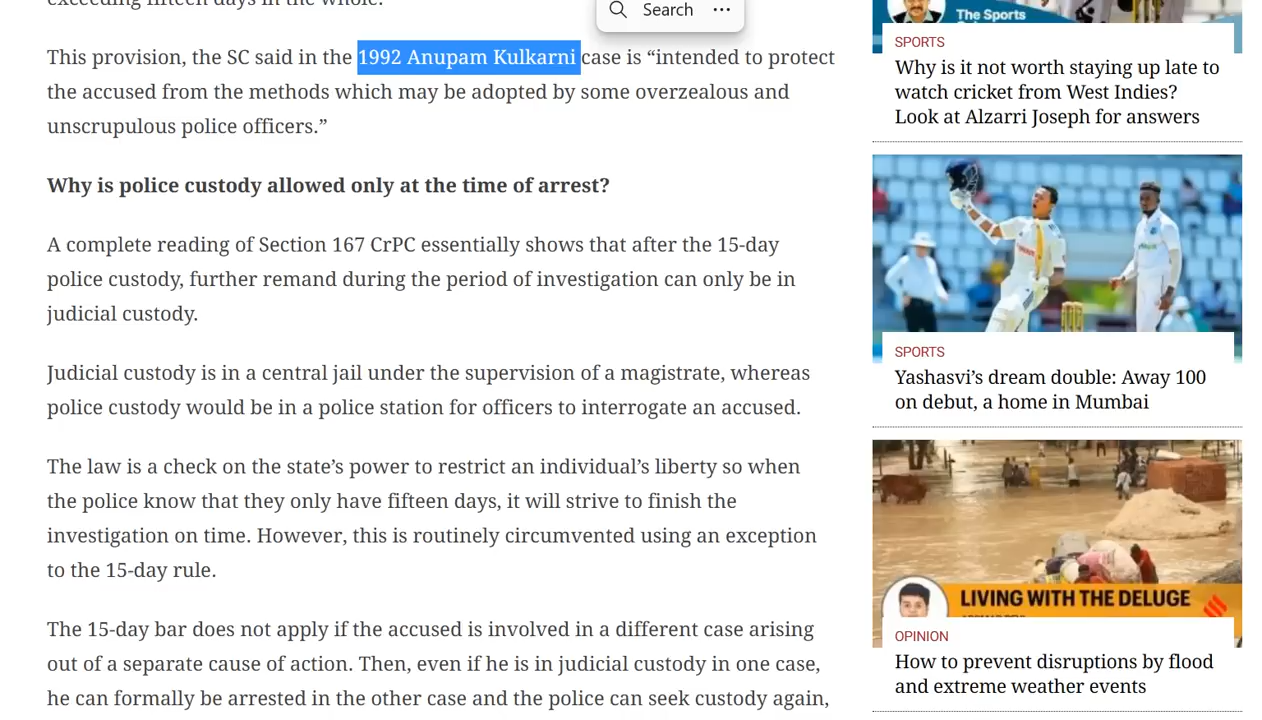 exceeding fifteen days in the whole.”
Search
This provision, the SC said in the 1992 Anupam Kulkarni case is “intended to protect
the accused from the methods which may be adopted by some overzealous and
unscrupulous police officers.”
Why is police custody allowed only at the time of arrest?
A complete reading of Section 167 CrPC essentially shows that after the 15-day
police custody, further remand during the period of investigation can only be in
judicial custody.
Judicial custody is in a central jail under the supervision of a magistrate, whereas
police custody would be in a police station for officers to interrogate an accused.
The law is a check on the state’s power to restrict an individual’s liberty so when
the police know that they only have fifteen days, it will strive to finish the
investigation on time. However, this is routinely circumvented using an exception
to the 15-day rule.
The 15-day bar does not apply if the accused is involved in a different case arising
out of a separate cause of action. Then, even if he is in judicial custody in one case,
he can formally be arrested in the other case and the police can seek custody again,
The Sports
SPORTS
Why is it not worth staying up late to
watch cricket from West Indies?
Look at Alzarri Joseph for answers
SPORTS
Yashasvi’s dream double: Away 100
on debut, a home in Mumbai
LIVING WITH THE DELUGE
OPINION
How to prevent disruptions by flood
and extreme weather events